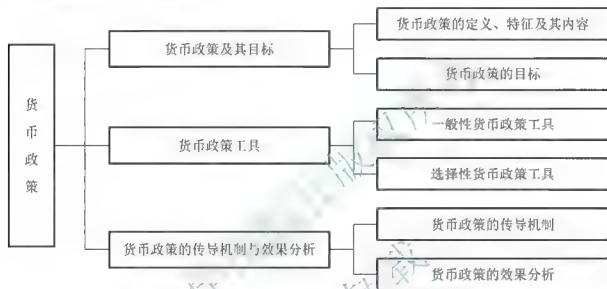 货币政策
货币政策及其目标
货币政策的定义、特征及其内容
货币政策的目标
货币政策工具
一般性货币政策工具
选择性货币政策工具
货币政策的传导机制与效果分析
货币政策的传导机制
货币政策的效果分析